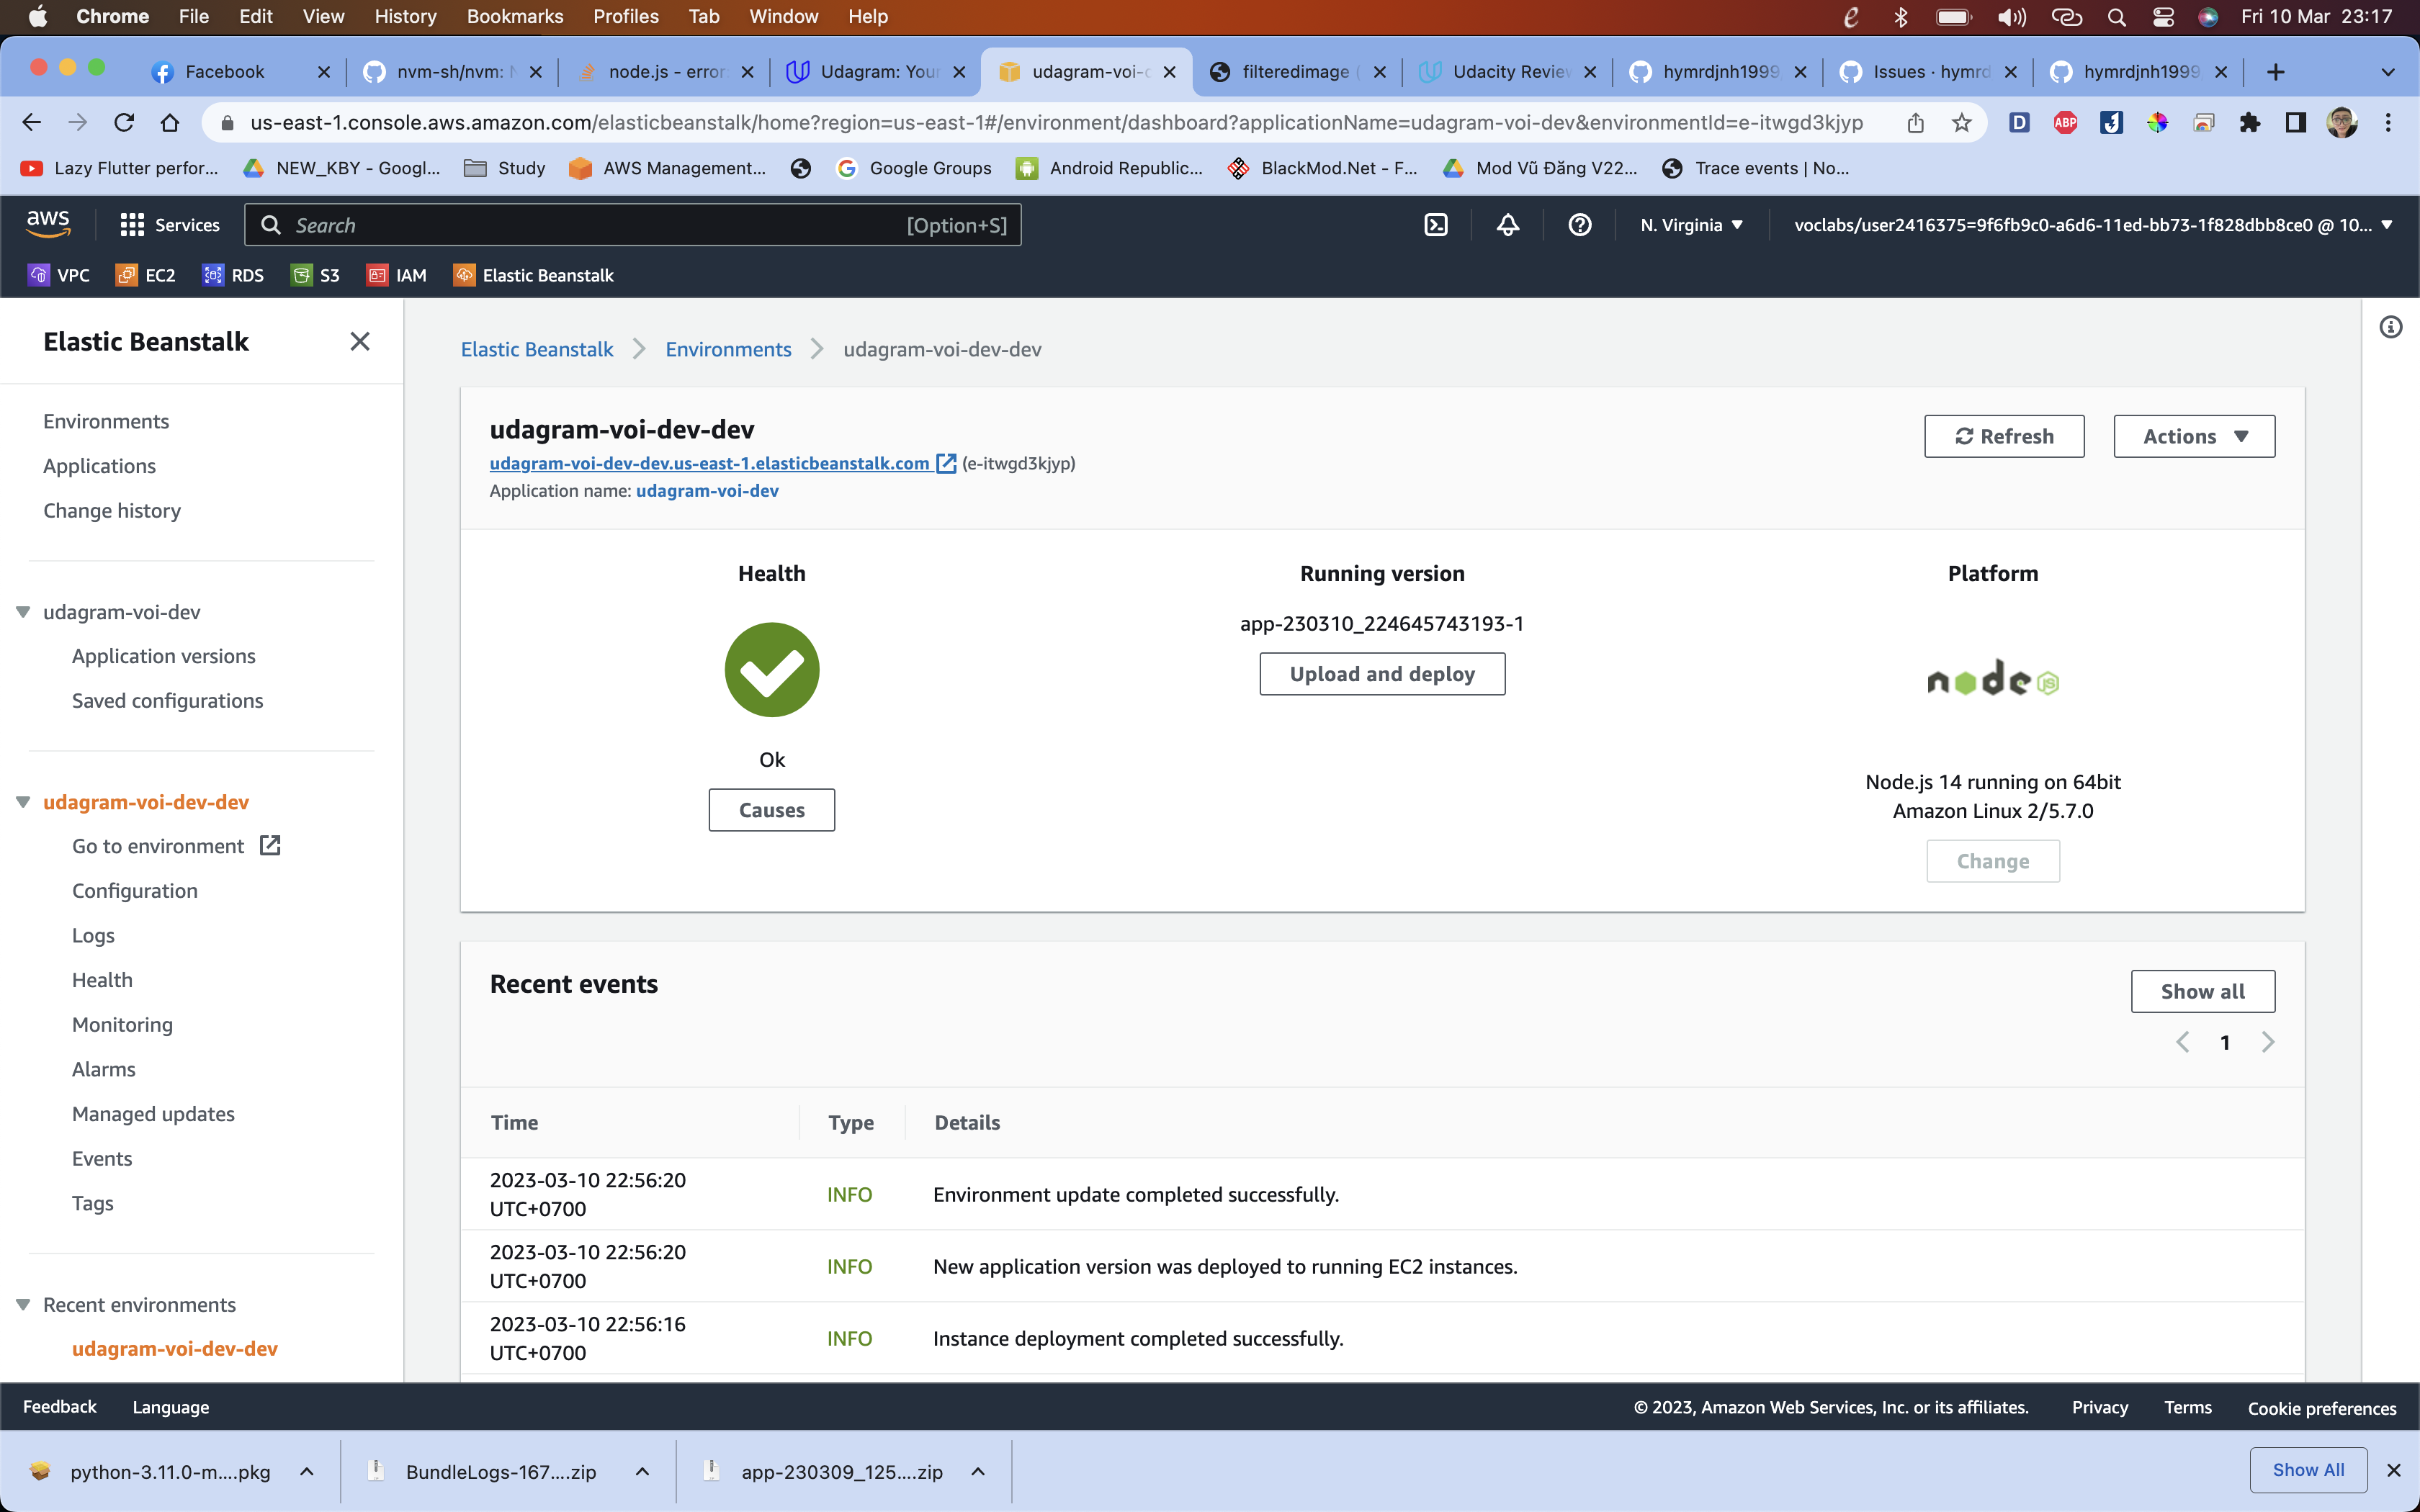 Chrome File Edit View History Bookmarks Profiles Tab Window Help Fri 10 Mar 23:17
Facebook nvm-sh/nvm: node.js - error Udagram: Your udagram-voi- filteredimage ( Udacity Review hymrdjnh1999 Issues · hymrd hymrdjnh1999
us-east-1.console.aws.amazon.com/elasticbeanstalk/home?region=us-east-1#/environment/dashboard?applicationName=udagram-voi-dev&environmentId=e-itwgd3kjyp
D ABP
Lazy Flutter perfor... NEW_KBY - Googl... Study AWS Management... Google Groups Android Republic... BlackMod.Net - F... Mod Vũ Đăng V22... Trace events | No...
aws Services Search [Option+S] N. Virginia voclabs/user2416375=9f6fb9c0-a6d6-11ed-bb73-1f828dbb8ce0 @ 10...
VPC EC2 RDS S3 IAM Elastic Beanstalk
Elastic Beanstalk
Environments
Applications
Change history
udagram-voi-dev
Application versions
Saved configurations
udagram-voi-dev-dev
Go to environment
Configuration
Logs
Health
Monitoring
Alarms
Managed updates
Events
Tags
Recent environments
udagram-voi-dev-dev
Elastic Beanstalk Environments udagram-voi-dev-dev
udagram-voi-dev-dev
Refresh Actions
udagram-voi-dev-dev.us-east-1.elasticbeanstalk.com (e-itwgd3kjyp)
Application name: udagram-voi-dev
Health
Ok
Causes
Running version
app-230310_224645743193-1
Upload and deploy
Platform
node JS
Node.js 14 running on 64bit
Amazon Linux 2/5.7.0
Change
Recent events
Show all
1
Time Type Details
2023-03-10 22:56:20
UTC+0700
INFO
Environment update completed successfully.
2023-03-10 22:56:20
UTC+0700
INFO
New application version was deployed to running EC2 instances.
2023-03-10 22:56:16
UTC+0700
INFO
Instance deployment completed successfully.
Feedback Language © 2023, Amazon Web Services, Inc. or its affiliates. Privacy Terms Cookie preferences
python-3.11.0-m....pkg BundleLogs-167....zip app-230309_125....zip Show All